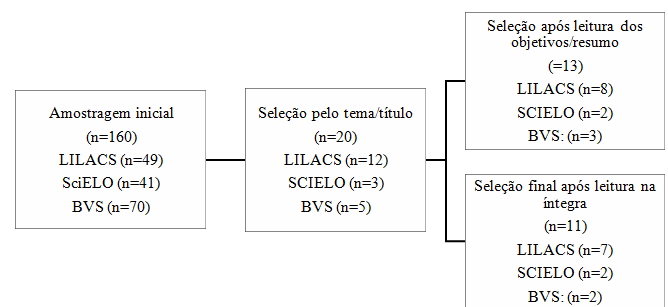 Amostragem inicial
(n=160)
LILACS (n=49)
SciELO (n=41)
BVS (n=70)
Seleção pelo tema/título
(n=20)
LILACS (n=12)
SCIELO (n=3)
BVS (n=5)
Seleção após leitura dos
objetivos/resumo
(=13)
LILACS (n=8)
SCIELO (n=2)
BVS: (n=3)
Seleção final após leitura na
íntegra
(n=11)
LILACS (n=7)
SCIELO (n=2)
BVS: (n=2)